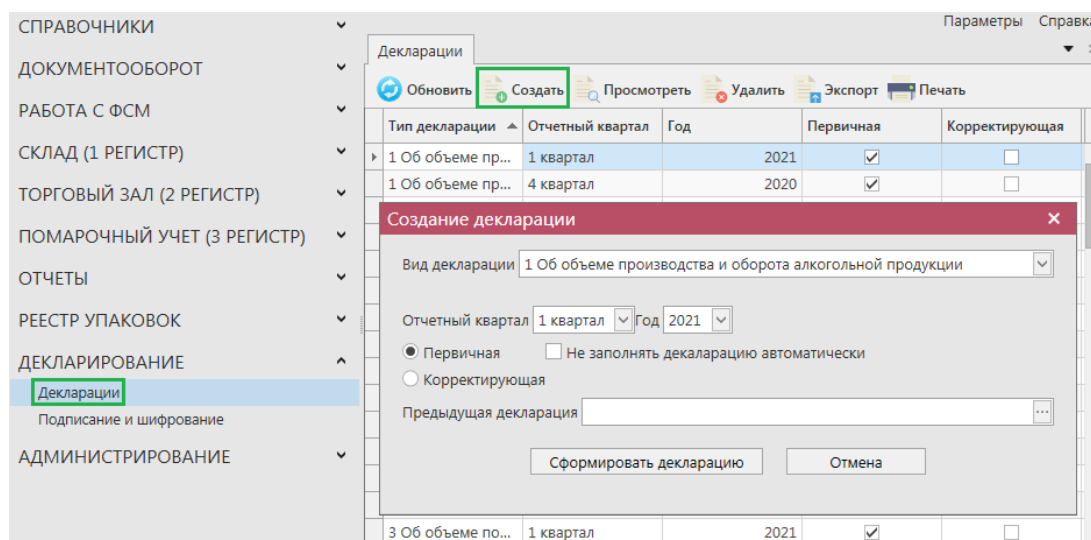 Параметры Справка
СПРАВОЧНИКИ
ДОКУМЕНТООБОРОТ
РАБОТА С ФСМ
СКЛАД (1 РЕГИСТР)
ТОРГОВЫЙ ЗАЛ (2 РЕГИСТР)
ПОМАРОЧНЫЙ УЧЕТ (3 РЕГИСТР)
ОТЧЕТЫ
РЕЕСТР УПАКОВОК
ДЕКЛАРИРОВАНИЕ
Декларации
Подписание и шифрование
АДМИНИСТРИРОВАНИЕ
Декларации
Обновить Создать Просмотреть Удалить Экспорт Печать
Тип декларации Отчетный квартал Год Первичная Корректирующая
1 Об объеме пр... 1 квартал 2021
1 Об объеме пр... 4 квартал 2020
Создание декларации
Вид декларации 1 Об объеме производства и оборота алкогольной продукции
Отчетный квартал 1 квартал Год 2021
Первичная Не заполнять декаларацию автоматически
Корректирующая
Предыдущая декларация ...
Сформировать декларацию Отмена
3 Об объеме по... 1 квартал 2021